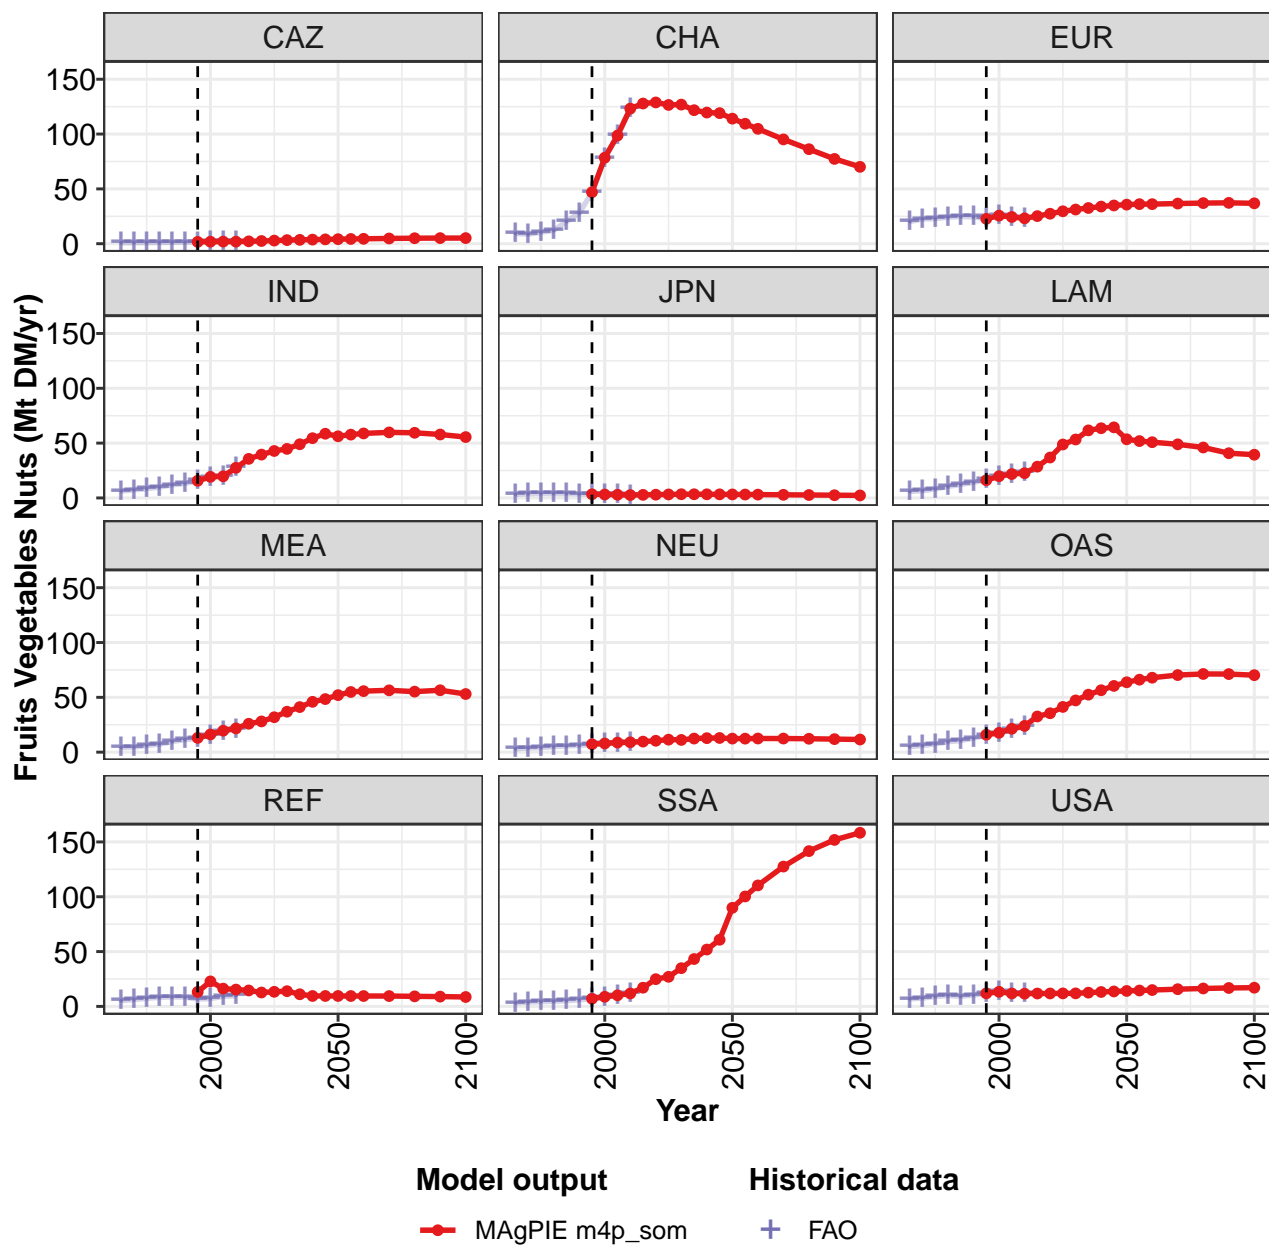 CAZ CHA EUR
150
100
50
0
IND JPN LAM
150
100
50
0
MEA NEU OAS
150
100
50
0
REF SSA USA
150
100
50
0
Fruits Vegetables Nuts (Mt DM/yr)
2000 2050 2100 2000 2050 2100 2000 2050 2100
Year
Model output Historical data
MAgPIE m4p_som FAO